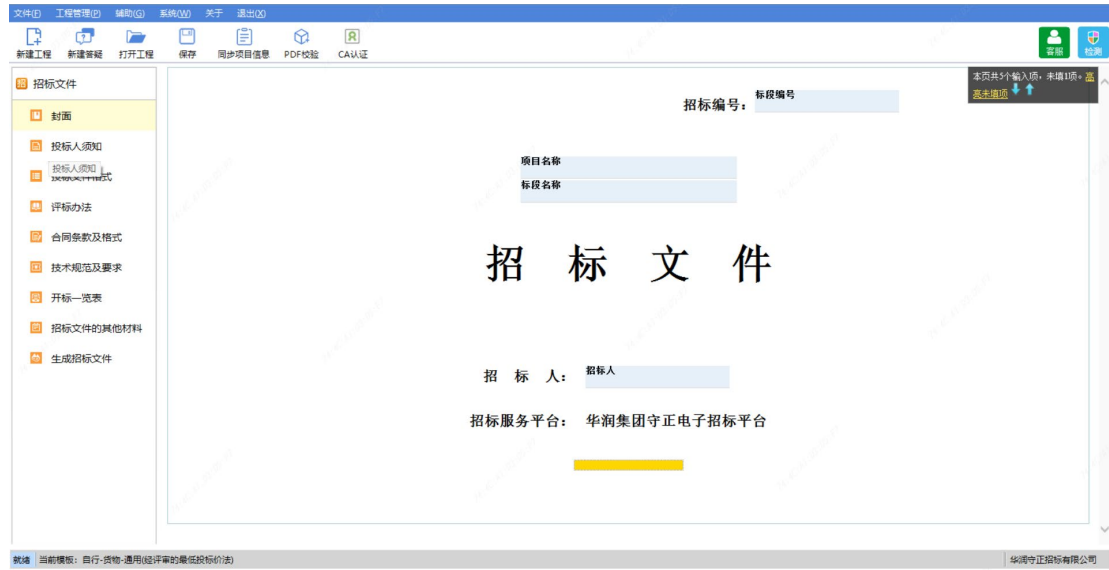 文件(F) 工程管理(P) 辅助(G) 系统(W) 关于 退出(X)
新建工程 新建答疑 打开工程 保存 同步项目信息 PDF校验 CA认证 客服 检测
招标文件
封面
投标人须知
投标人须知
投标文件格式
评标办法
合同条款及格式
技术规范及要求
开标一览表
招标文件的其他材料
生成招标文件
本页共5个输入项，未填1项。高
亮未填项
招标编号： 标段编号
项目名称
标段名称
招 标 文 件
招 标 人： 招标人
招标服务平台： 华润集团守正电子招标平台
就绪 当前模板：自行-货物-通用(经评审的最低投标价法) 华润守正招标有限公司